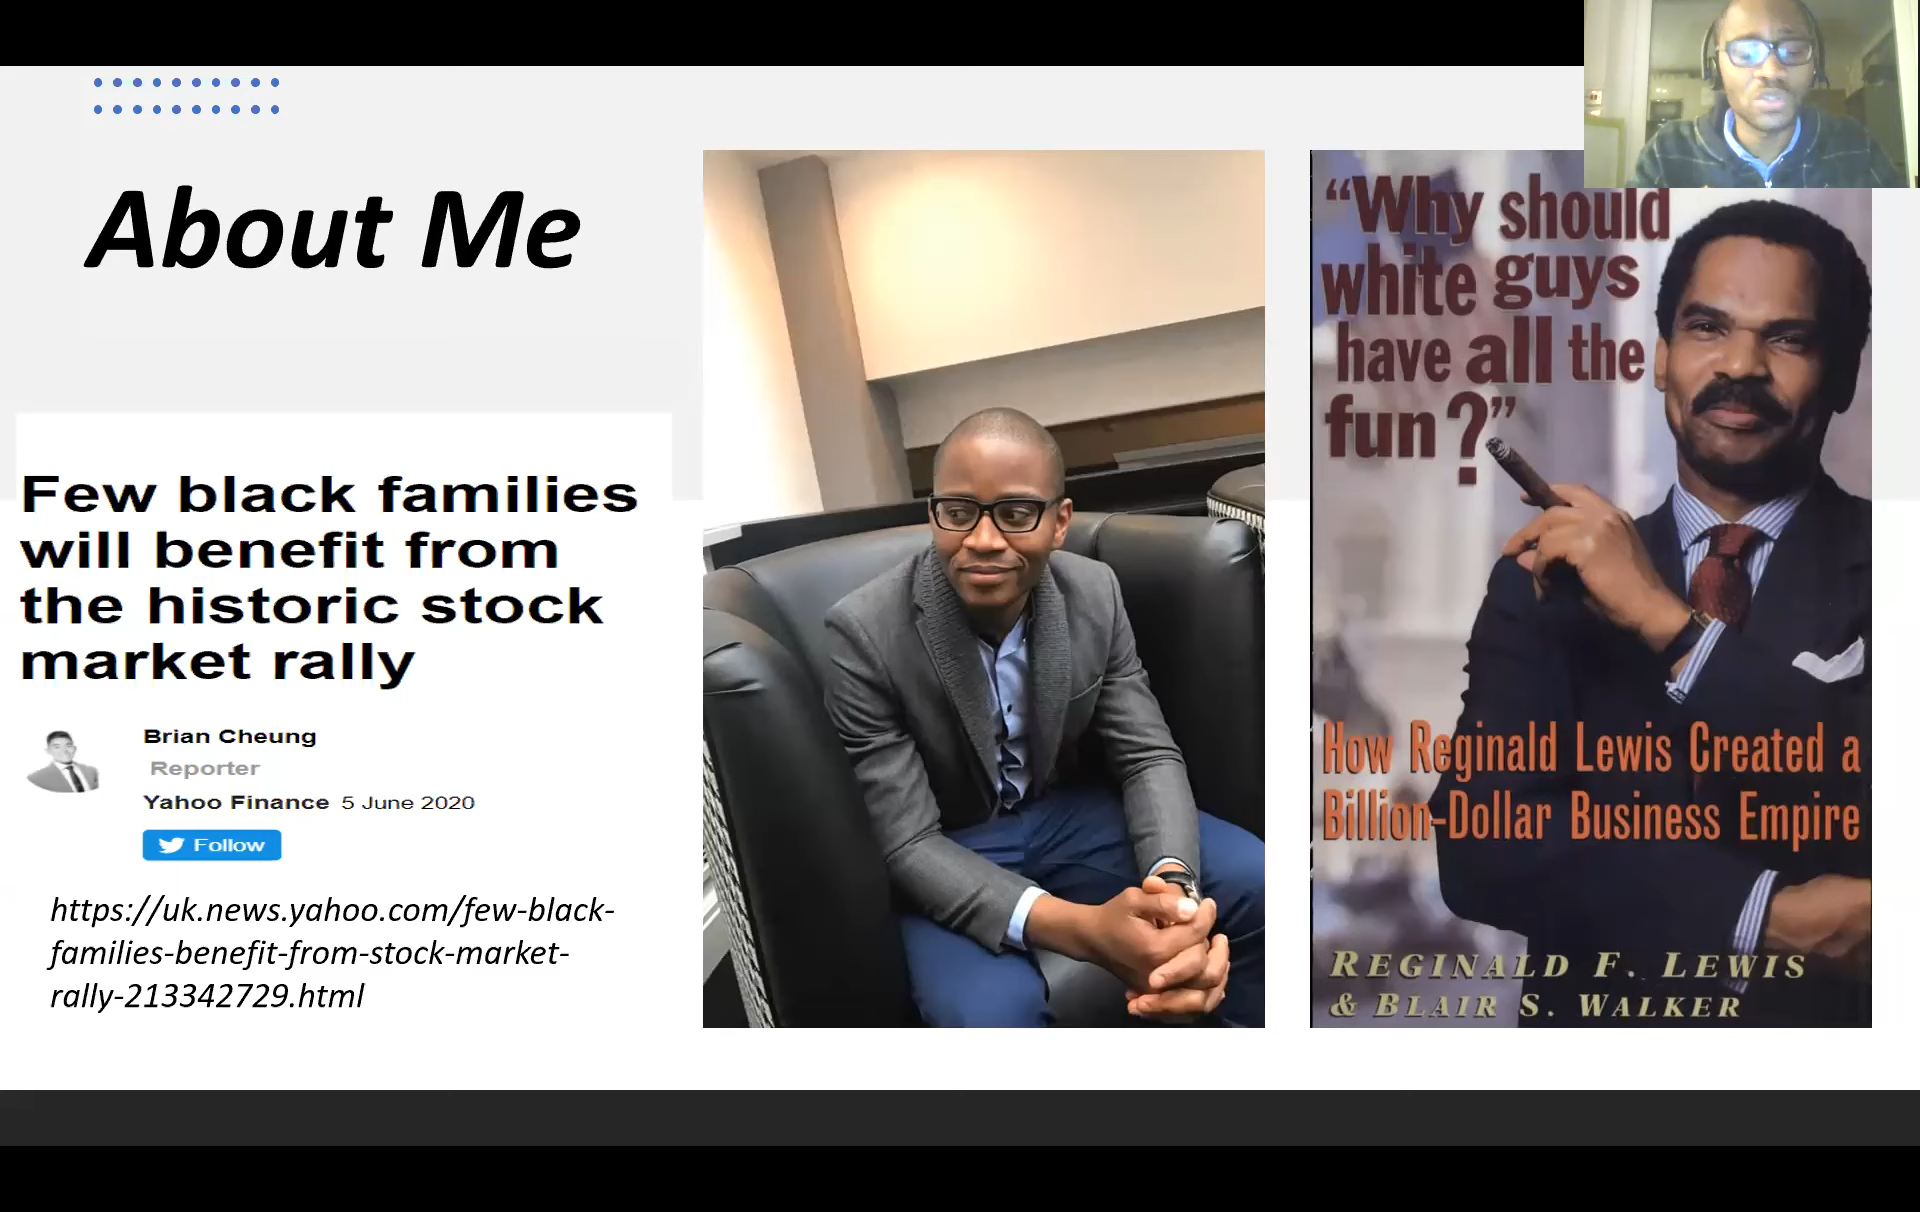 About Me
Few black families
will benefit from
the historic stock
market rally
Brian Cheung
Reporter
Yahoo Finance 5 June 2020
Follow
https://uk.news.yahoo.com/few-black-
families-benefit-from-stock-market-
rally-213342729.html
“Why should
white guys
have all the
fun?”
How Reginald Lewis Created a
Billion-Dollar Business Empire
REGINALD F. LEWIS
& BLAIR S. WALKER